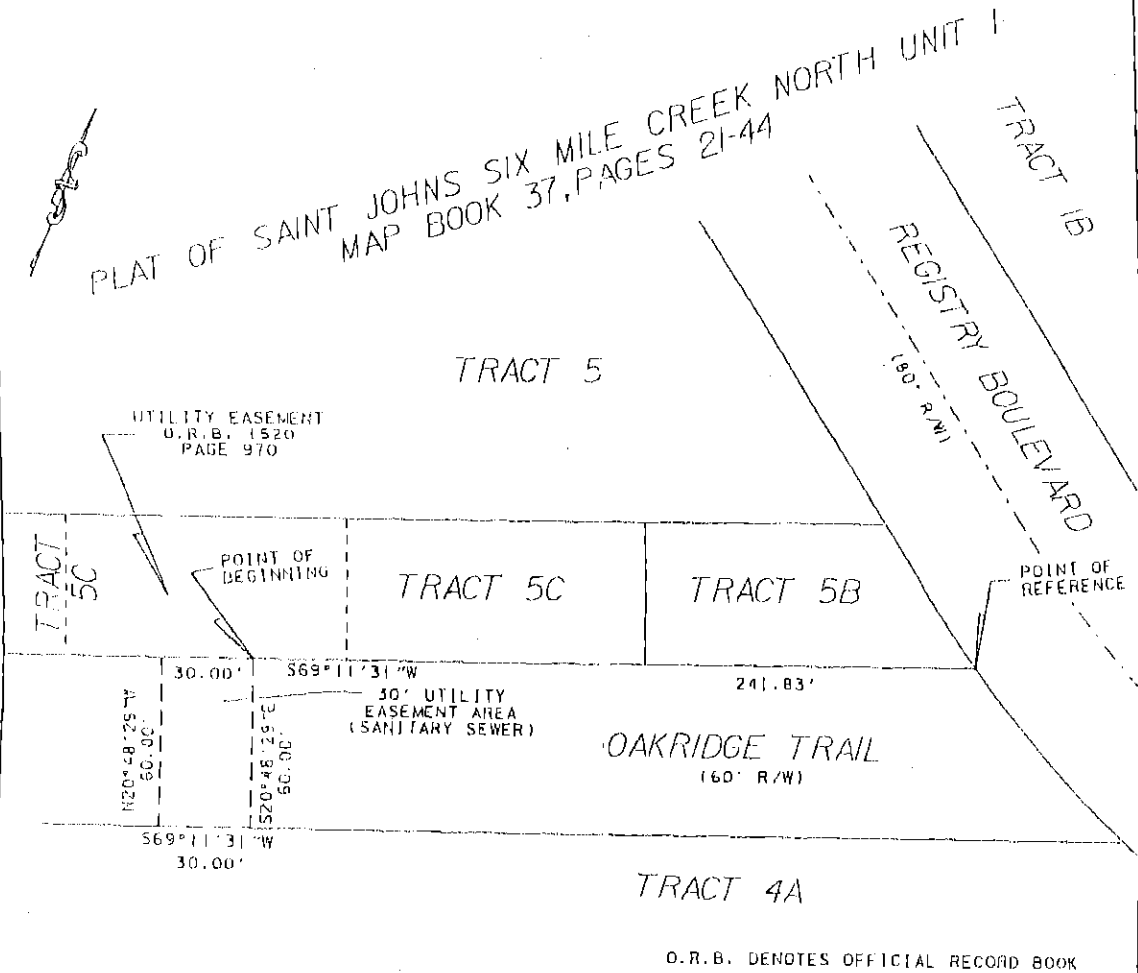 PLAT OF SAINT JOHNS SIX MILE CREEK NORTH UNIT 1
MAP BOOK 37, PAGES 21-44
TRACT 1B
REGISTRY BOULEVARD
(80' R/W)
TRACT 5
UTILITY EASEMENT
O.R.B. 1520
PAGE 970
TRACT
5C
POINT OF
BEGINNING
TRACT 5C
TRACT 5B
POINT OF
REFERENCE
30.00'
S69°11'31"W
241.83'
30' UTILITY
EASEMENT AREA
(SANITARY SEWER)
N20°48'29"W
60.00'
S20°48'29"E
60.00'
OAKRIDGE TRAIL
(60' R/W)
S69°11'31"W
30.00'
TRACT 4A
O.R.B. DENOTES OFFICIAL RECORD BOOK